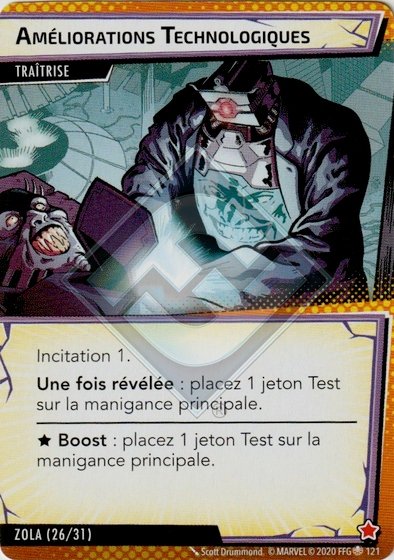 AMÉLIORATIONS TECHNOLOGIQUES
TRAÎTRISE
Incitation 1.
Une fois révélée : placez 1 jeton Test
sur la manigance principale.
★ Boost : placez 1 jeton Test sur la
manigance principale.
ZOLA (26/31)
Scott Drummond. © MARVEL © 2020 FFG 121